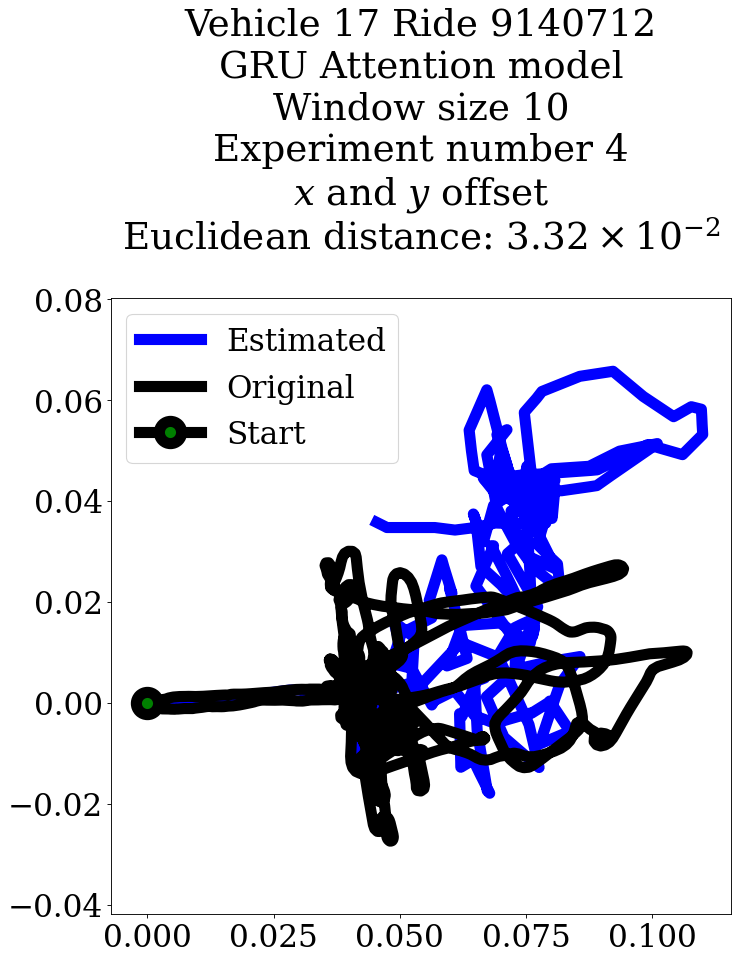 Vehicle 17 Ride 9140712
GRU Attention model
Window size 10
Experiment number 4
x and y offset
Euclidean distance: 3.32 × 10⁻²
0.08
0.06
0.04
0.02
0.00
−0.02
−0.04
Estimated
Original
Start
0.000 0.025 0.050 0.075 0.100